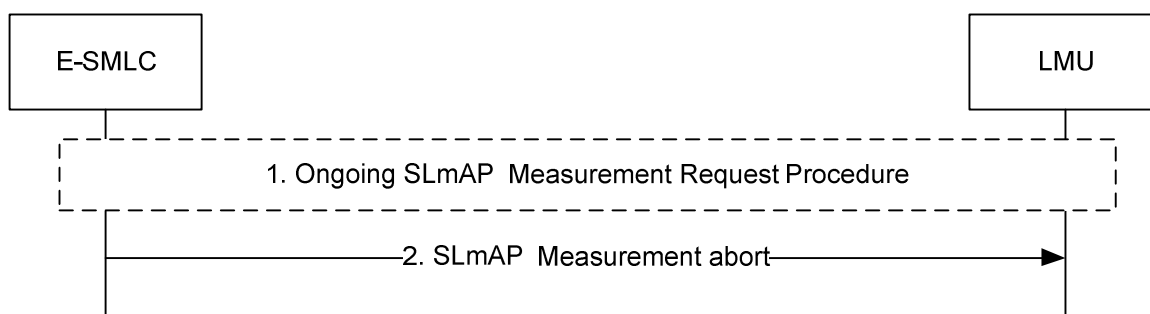 E-SMLC
LMU
1. Ongoing SLmAP Measurement Request Procedure
2. SLmAP Measurement abort